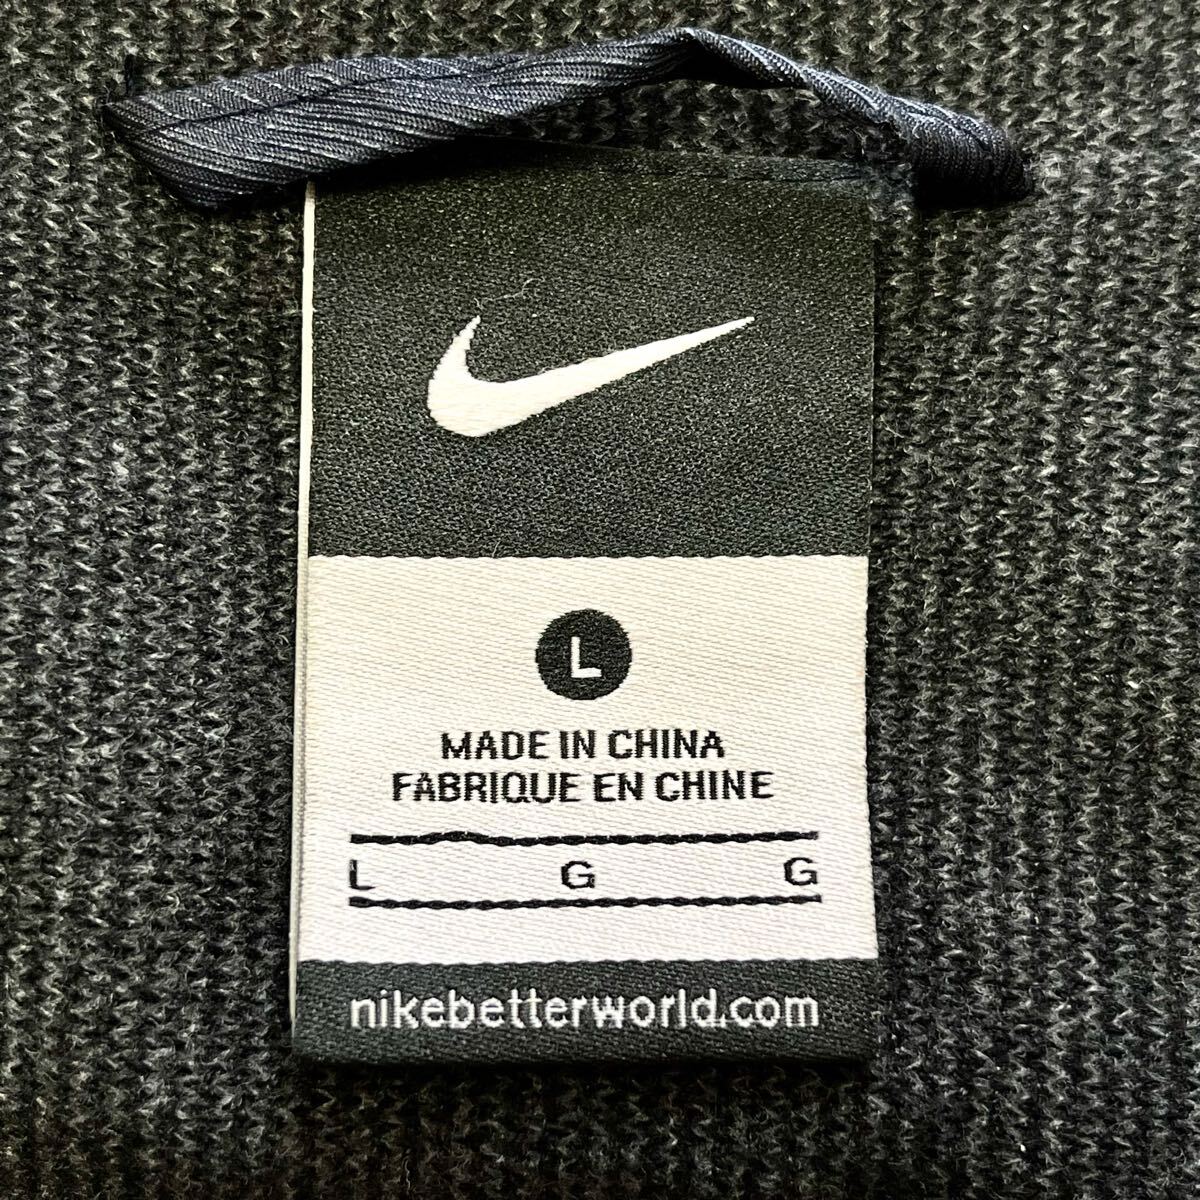 L
MADE IN CHINA
FABRIQUE EN CHINE
L G G
nikebetterworld.com